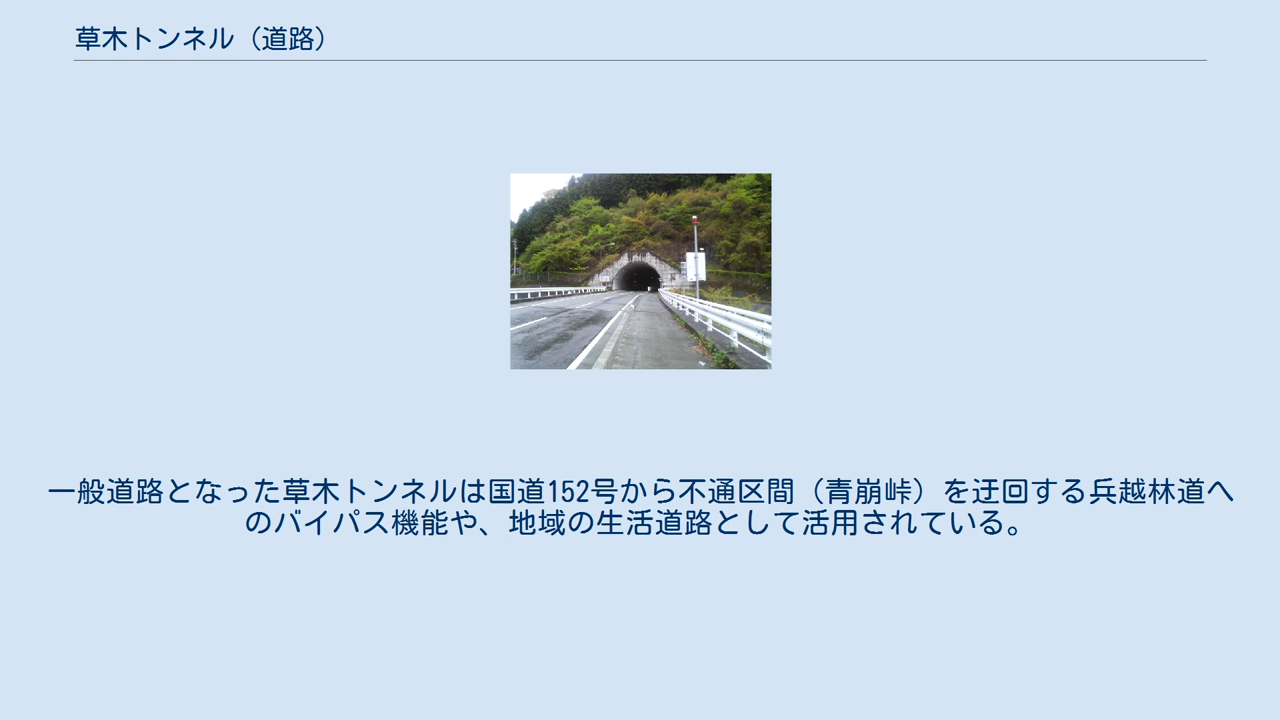 草木トンネル（道路）
一般道路となった草木トンネルは国道152号から不通区間（青崩峠）を迂回する兵越林道へ
のバイパス機能や、地域の生活道路として活用されている。